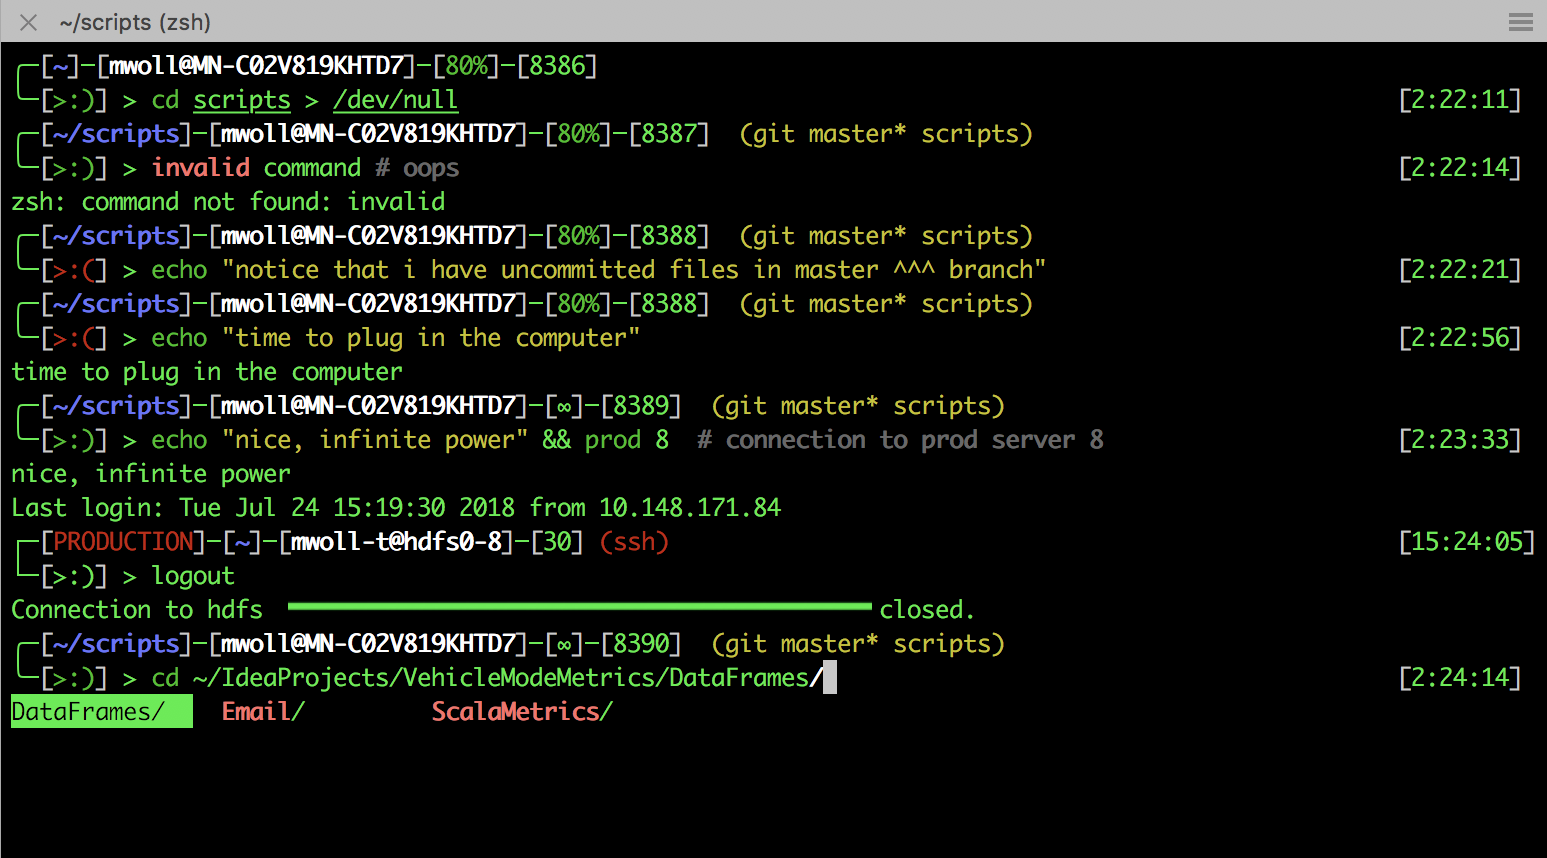 ~/scripts (zsh)
[~]-[mwoll@MN-C02V819KHTD7]-[80%]-[8386]
[>:)] > cd scripts > /dev/null [2:22:11]
[~/scripts]-[mwoll@MN-C02V819KHTD7]-[80%]-[8387] (git master* scripts)
[>:)] > invalid command # oops [2:22:14]
zsh: command not found: invalid
[~/scripts]-[mwoll@MN-C02V819KHTD7]-[80%]-[8388] (git master* scripts)
[>:(] > echo "notice that i have uncommitted files in master ^^^ branch" [2:22:21]
[~/scripts]-[mwoll@MN-C02V819KHTD7]-[80%]-[8388] (git master* scripts)
[>:(] > echo "time to plug in the computer" [2:22:56]
time to plug in the computer
[~/scripts]-[mwoll@MN-C02V819KHTD7]-[∞]-[8389] (git master* scripts)
[>:)] > echo "nice, infinite power" && prod 8 # connection to prod server 8 [2:23:33]
nice, infinite power
Last login: Tue Jul 24 15:19:30 2018 from 10.148.171.84
[PRODUCTION]-[~]-[mwoll-t@hdfs0-8]-[30] (ssh) [15:24:05]
[>:)] > logout
Connection to hdfs closed.
[~/scripts]-[mwoll@MN-C02V819KHTD7]-[∞]-[8390] (git master* scripts)
[>:)] > cd ~/IdeaProjects/VehicleModeMetrics/DataFrames/ [2:24:14]
DataFrames/ Email/ ScalaMetrics/